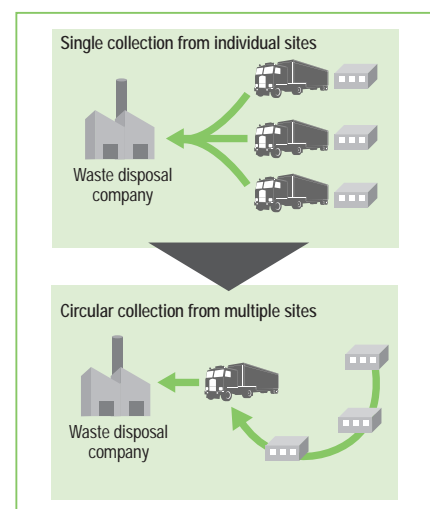 Single collection from individual sites
Waste disposal
company
Circular collection from multiple sites
Waste disposal
company